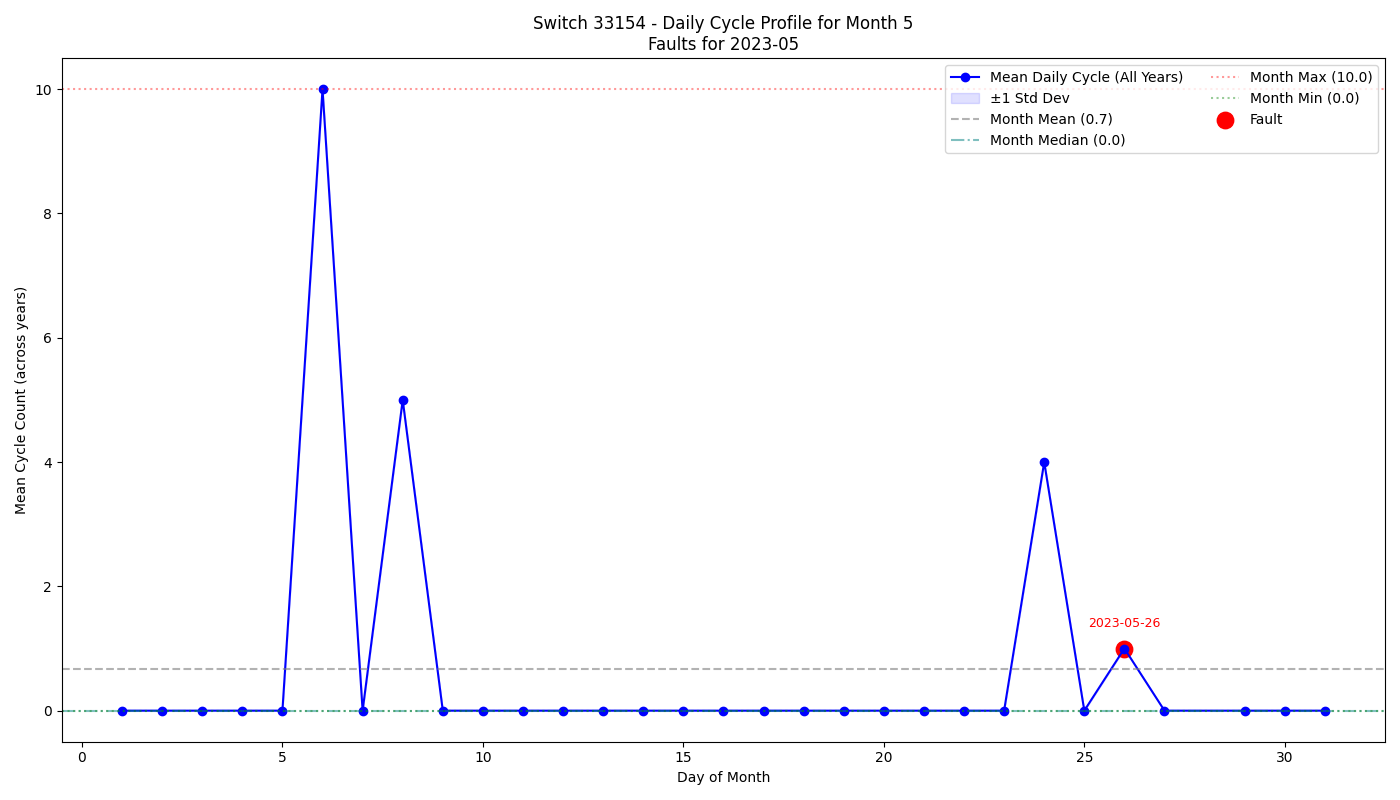 Switch 33154 - Daily Cycle Profile for Month 5
Faults for 2023-05
Mean Daily Cycle (All Years)
±1 Std Dev
Month Mean (0.7)
Month Median (0.0)
Month Max (10.0)
Month Min (0.0)
Fault
Mean Cycle Count (across years)
10
8
6
4
2
0
2023-05-26
0
5
10
15
20
25
30
Day of Month